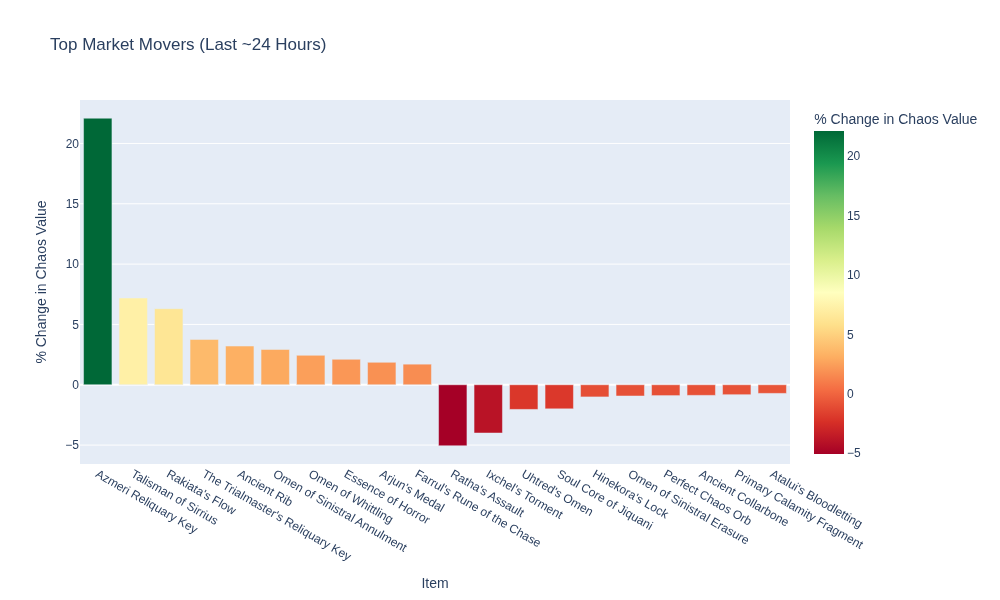 Top Market Movers (Last ~24 Hours)
% Change in Chaos Value
20
15
10
5
0
−5
Azmeri Reliquary Key
Talisman of Sirrius
Rakiata's Flow
The Trialmaster's Reliquary Key
Ancient Rib
Omen of Sinistral Annulment
Omen of Whittling
Essence of Horror
Arjun's Medal
Farrul's Rune of the Chase
Ratha's Assault
Ixchel's Torment
Uhtred's Omen
Soul Core of Jiquani
Hinekora's Lock
Omen of Sinistral Erasure
Perfect Chaos Orb
Ancient Collarbone
Primary Calamity Fragment
Atalui's Bloodletting
Item
% Change in Chaos Value
20
15
10
5
0
−5